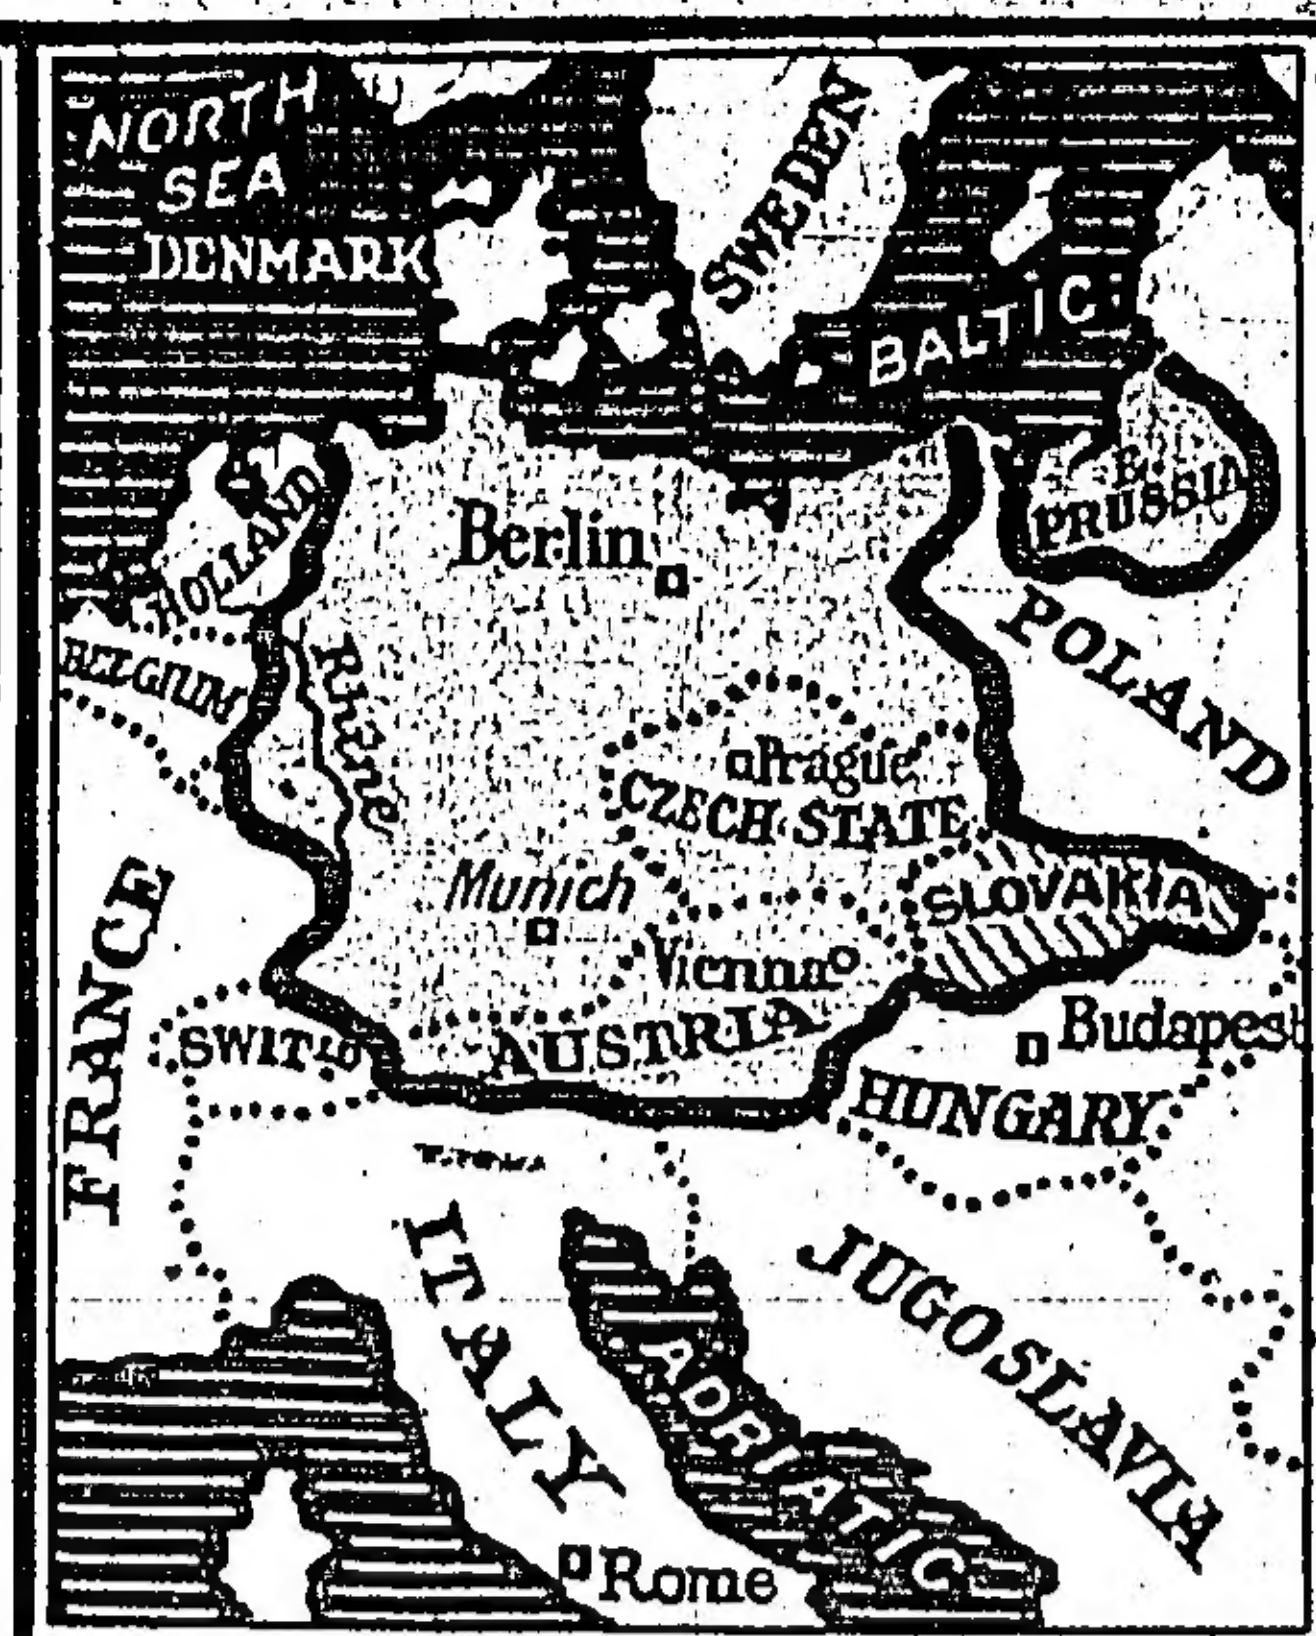 NORTH
SEA
DENMARK
SWEDEN
BALTIC
E.
PRUSSIA
HOLLAND
Berlin
BELGIUM
Rhine
POLAND
Prague
CZECH STATE
Munich
SLOVAKIA
Vienna
FRANCE
SWITZ'D
AUSTRIA
Budapest
HUNGARY
ITALY
JUGOSLAVIA
ADRIATIC
Rome